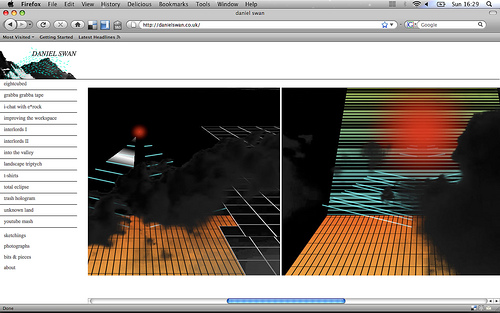 Firefox File Edit View History Delicious Bookmarks Tools Window Help
Sun 16:29
daniel swan
http://danielswan.co.uk/
Google
Most Visited Getting Started Latest Headlines
DANIEL SWAN
eightcubed
grabba grabba tape
i-chat with e*rock
improving the workspace
interlords I
interlords II
into the valley
landscape triptych
t-shirts
total eclipse
trash hologram
unknown land
youtube mash
sketchings
photographs
bits & pieces
about
Done